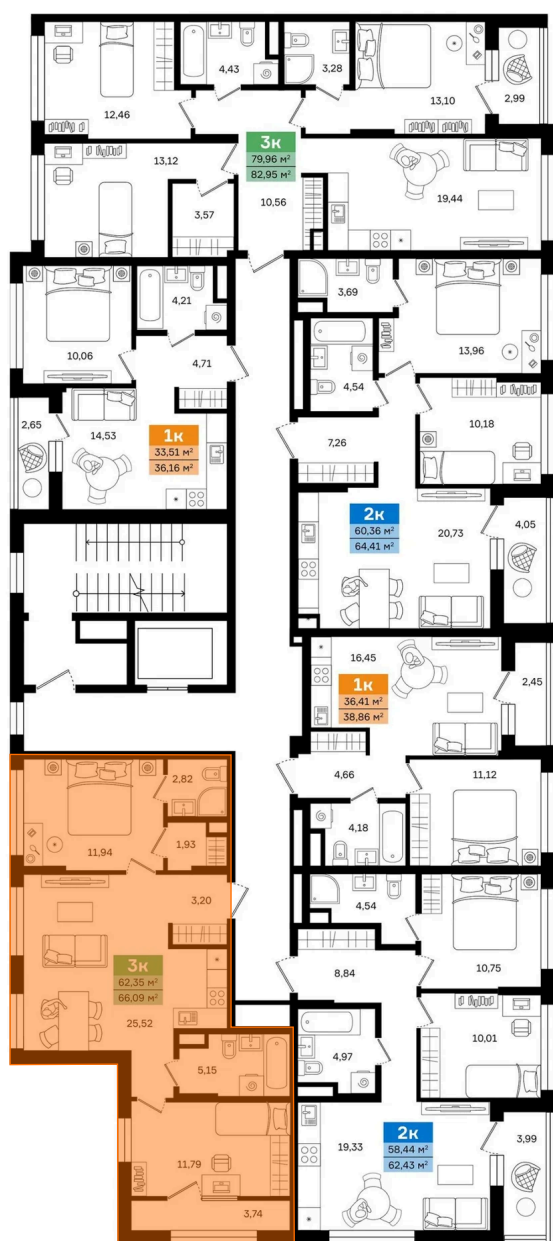 4,43
3,28
12,46
13,10
2,99
3к
79,96 м²
82,95 м²
13,12
3,57
10,56
19,44
4,21
3,69
10,06
4,71
13,96
4,54
10,18
2,65
14,53
1к
33,51 м²
36,16 м²
7,26
2к
60,36 м²
64,41 м²
20,73
4,05
16,45
1к
36,41 м²
38,86 м²
2,45
4,66
11,12
4,18
2,82
11,94
1,93
3,20
4,54
3к
62,35 м²
66,09 м²
25,52
8,84
10,75
10,01
4,97
5,15
11,79
3,74
19,33
2к
58,44 м²
62,43 м²
3,99